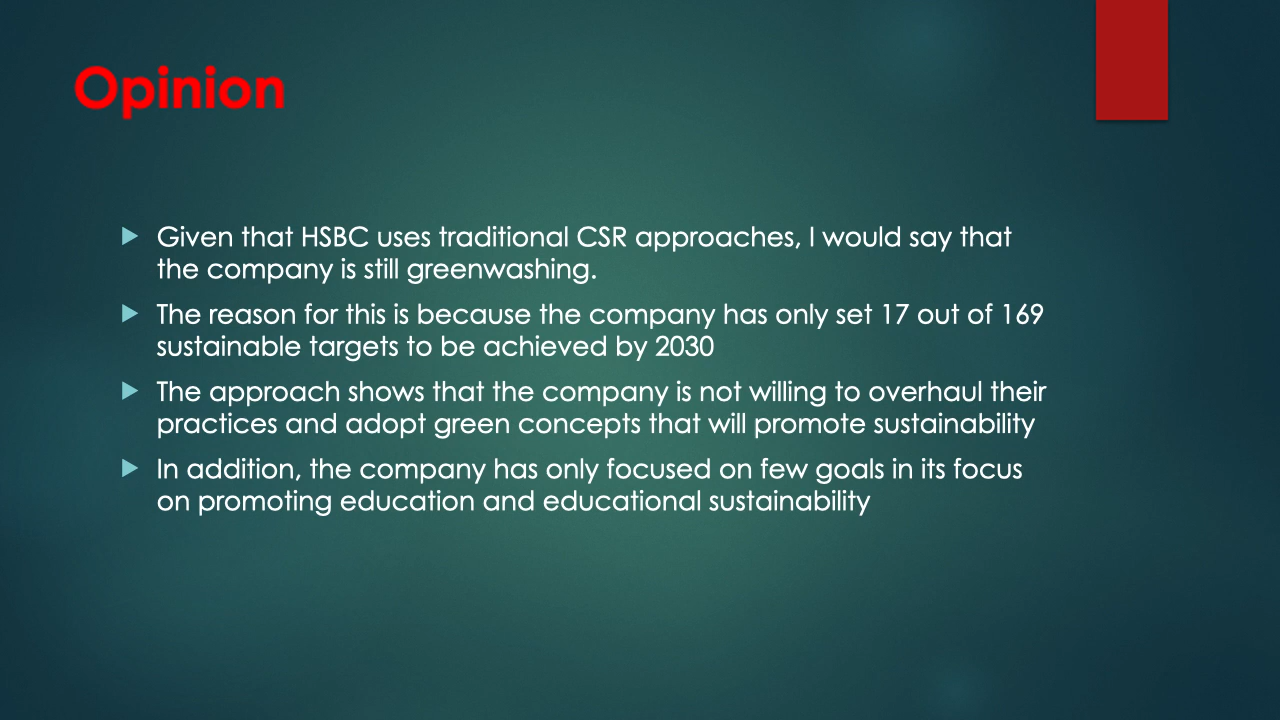 Opinion
Given that HSBC uses traditional CSR approaches, I would say that
the company is still greenwashing.
The reason for this is because the company has only set 17 out of 169
sustainable targets to be achieved by 2030
The approach shows that the company is not willing to overhaul their
practices and adopt green concepts that will promote sustainability
In addition, the company has only focused on few goals in its focus
on promoting education and educational sustainability